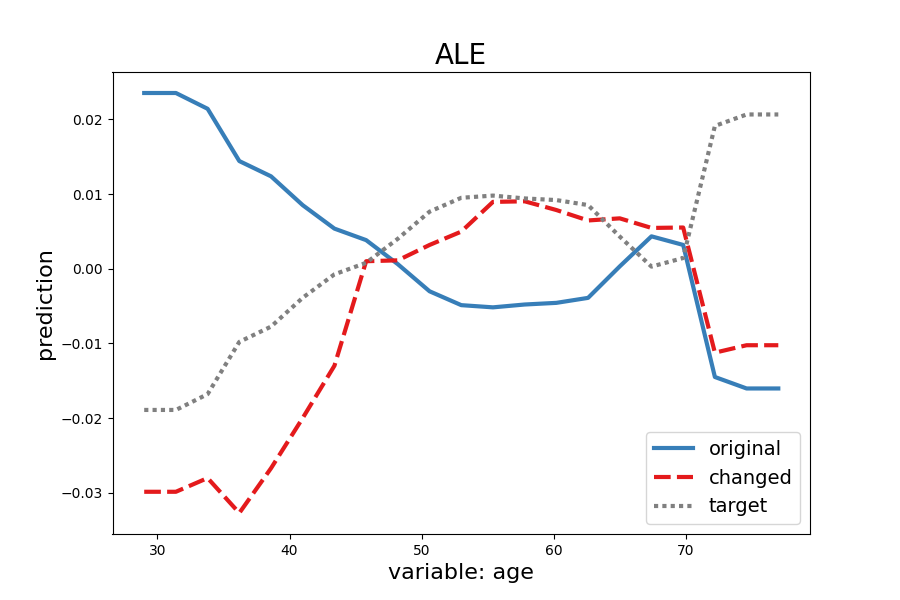 ALE
prediction
0.02
0.01
0.00
−0.01
−0.02
−0.03
30 40 50 60 70
variable: age
original
changed
target